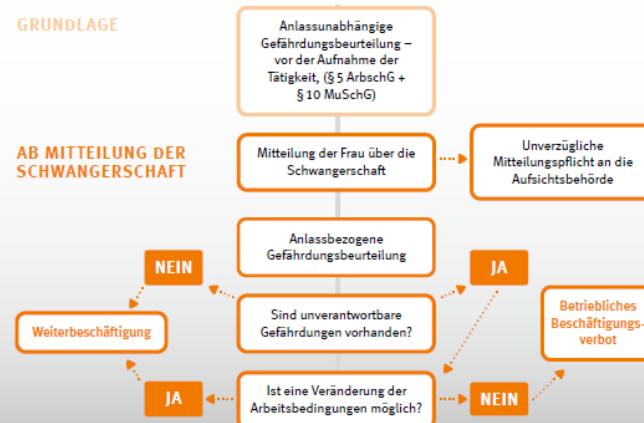 GRUNDLAGE
Anlassunabhängige
Gefährdungsbeurteilung –
vor der Aufnahme der
Tätigkeit, (§ 5 ArbschG +
§ 10 MuSchG)
AB MITTEILUNG DER
SCHWANGERSCHAFT
Mitteilung der Frau über die
Schwangerschaft
Unverzügliche
Mitteilungspflicht an die
Aufsichtsbehörde
Anlassbezogene
Gefährdungsbeurteilung
NEIN
JA
Sind unverantwortbare
Gefährdungen vorhanden?
Weiterbeschäftigung
Betriebliches
Beschäftigungs-
verbot
JA
Ist eine Veränderung der
Arbeitsbedingungen möglich?
NEIN